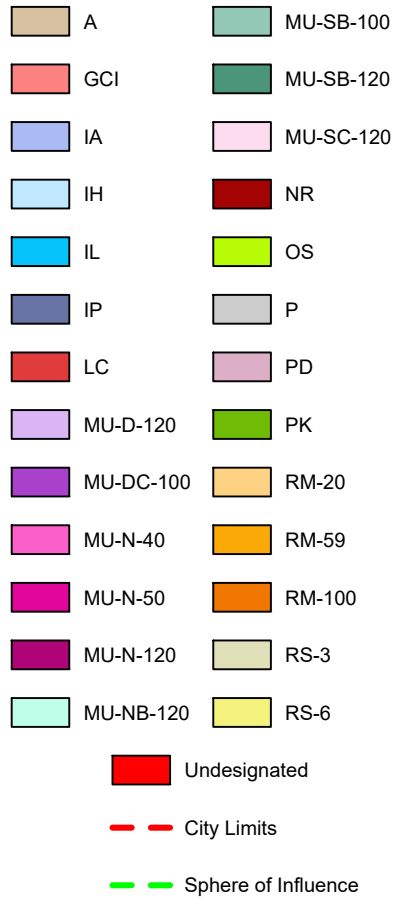 A
GCI
IA
IH
IL
IP
LC
MU-D-120
MU-DC-100
MU-N-40
MU-N-50
MU-N-120
MU-NB-120
MU-SB-100
MU-SB-120
MU-SC-120
NR
OS
P
PD
PK
RM-20
RM-59
RM-100
RS-3
RS-6
Undesignated
City Limits
Sphere of Influence